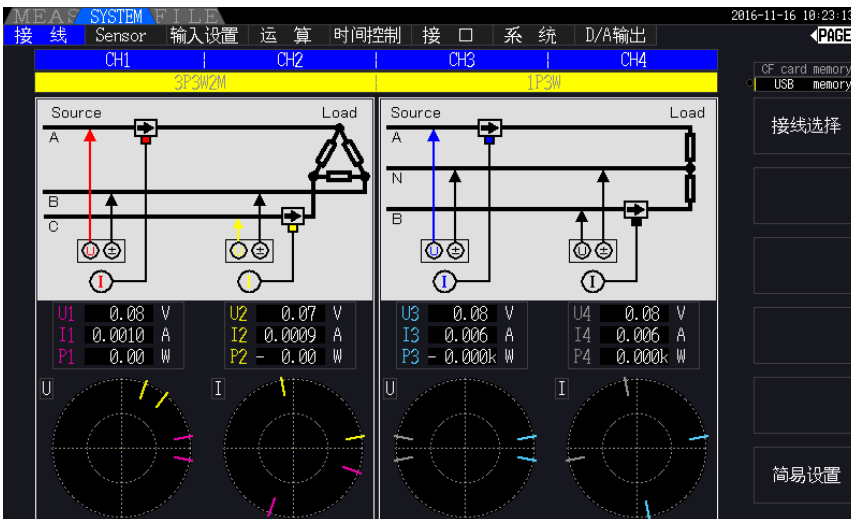 MEAS SYSTEM FILE 2016-11-16 10:23:13
接 线 Sensor 输入设置 运 算 时间控制 接 口 系 统 D/A输出 PAGE
CH1 CH2 CH3 CH4
3P3W2M 1P3W
CF card memory
USB memory
接线选择
简易设置
Source Load Source Load
A A
N
B B
C
U ± ± U ± U ±
I I I I
U1 0.08 V U2 0.07 V U3 0.08 V U4 0.08 V
I1 0.0010 A I2 0.0009 A I3 0.006 A I4 0.006 A
P1 0.00 W P2 - 0.00 W P3 - 0.000k W P4 0.000k W
U I U I